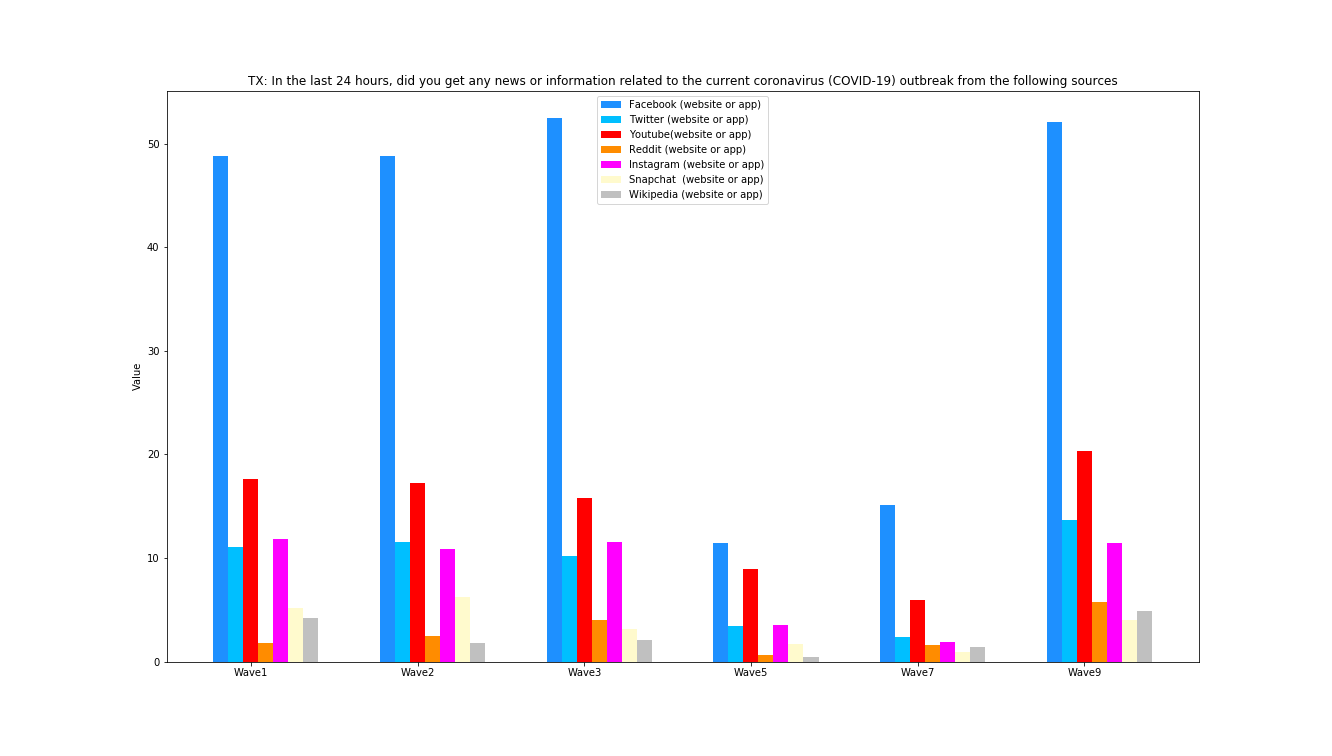 TX: In the last 24 hours, did you get any news or information related to the current coronavirus (COVID-19) outbreak from the following sources
Facebook (website or app)
Twitter (website or app)
Youtube(website or app)
Reddit (website or app)
Instagram (website or app)
Snapchat  (website or app)
Wikipedia (website or app)
Value
50
40
30
20
10
0
Wave1 Wave2 Wave3 Wave5 Wave7 Wave9